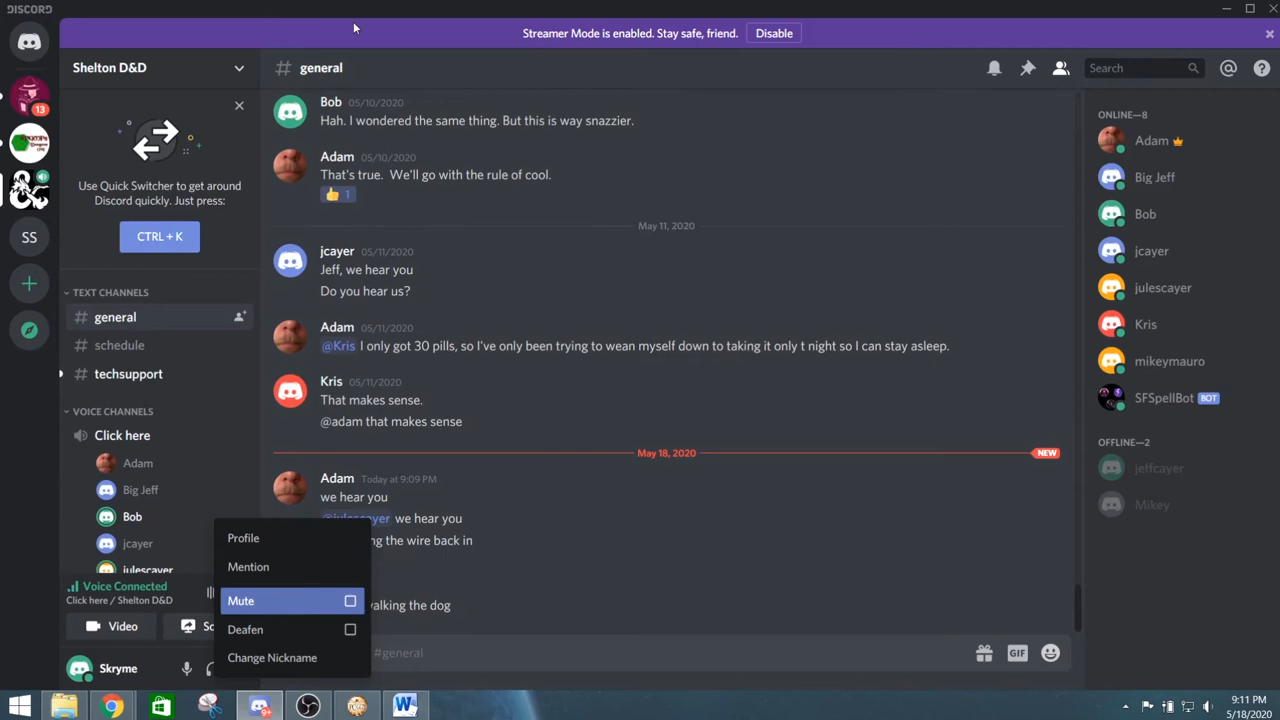 DISCORD
Streamer Mode is enabled. Stay safe, friend.
Disable
Shelton D&D
general
Search
13
Use Quick Switcher to get around
Discord quickly. Just press:
CTRL + K
SS
TEXT CHANNELS
# general
# schedule
# techsupport
VOICE CHANNELS
Click here
Adam
Big Jeff
Bob
jcayer
julescayer
Voice Connected
Click here / Shelton D&D
Video
Skryme
Profile
Mention
Mute
Deafen
Change Nickname
Bob 05/10/2020
Hah. I wondered the same thing. But this is way snazzier.
Adam 05/10/2020
That's true. We'll go with the rule of cool.
1
May 11, 2020
jcayer 05/11/2020
Jeff, we hear you
Do you hear us?
Adam 05/11/2020
@Kris I only got 30 pills, so I've only been trying to wean myself down to taking it only t night so I can stay asleep.
Kris 05/11/2020
That makes sense.
@adam that makes sense
May 18, 2020
NEW
Adam Today at 9:09 PM
we hear you
@julescayer we hear you
the wire back in
walking the dog
#general
GIF
ONLINE—8
Adam
Big Jeff
Bob
jcayer
julescayer
Kris
mikeymauro
SFSpellBot BOT
OFFLINE—2
jeffcayer
Mikey
9+
W
9:11 PM
5/18/2020